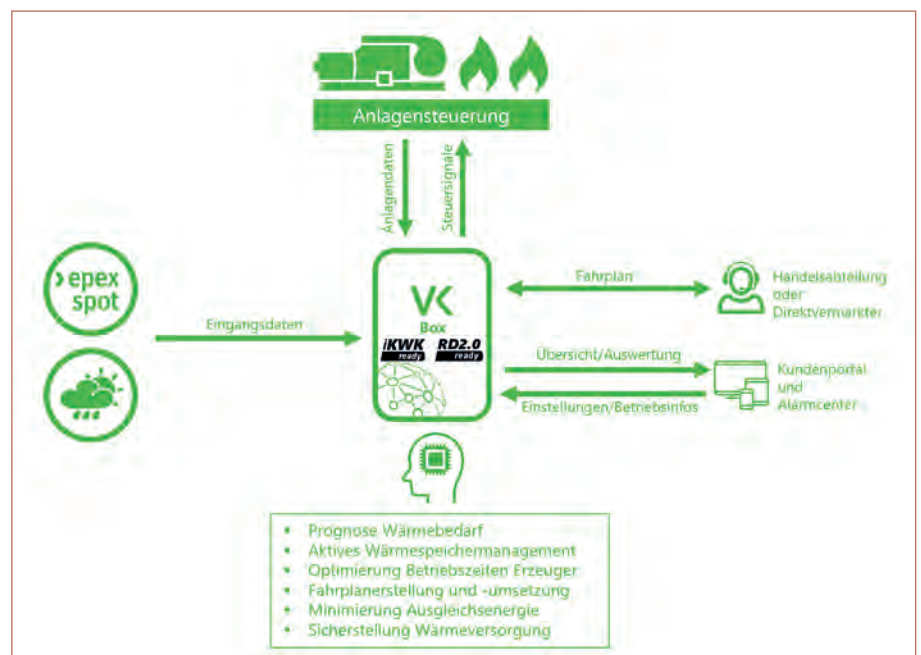 Anlagensteuerung
Anlagendaten
Steuersignale
epex
spot
Eingangsdaten
VK
Box
iKWK
ready
RD2.0
ready
Fahrplan
Handelsabteilung
oder
Direktvermarkter
Übersicht/Auswertung
Einstellungen/Betriebsinfos
Kundenportal
und
Alarmcenter
• Prognose Wärmebedarf
• Aktives Wärmespeichermanagement
• Optimierung Betriebszeiten Erzeuger
• Fahrplanerstellung und -umsetzung
• Minimierung Ausgleichsenergie
• Sicherstellung Wärmeversorgung